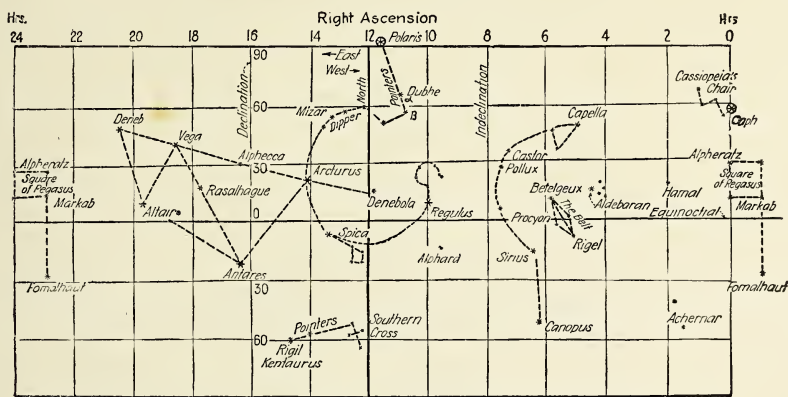 Hrs.
Right Ascension
Hrs
24 22 20 18 16 14 12 10 8 6 4 2 0
90
Polaris
←East
West→
North
Pointers
α
Dubhe
β
Declination
Indeclination
Cassiopeia's
Chair
Caph
60
Mizar
Dipper
Deneb
Vega
Capella
Castor
Pollux
Alpheratz
Alphecca
30
Arcturus
Alpheratz
Square
of Pegasus
Rasalhague
Denebola
Betelgeux
Hamal
Square
of Pegasus
Markab
Altair
0
Regulus
Procyon
The Belt
Aldebaran
Equinoctial
Markab
Spica
Rigel
Antares
Alphard
Sirius
Fomalhaut
30
Fomalhaut
Pointers
Southern
Cross
Achernar
Canopus
60
Rigil
Kentaurus